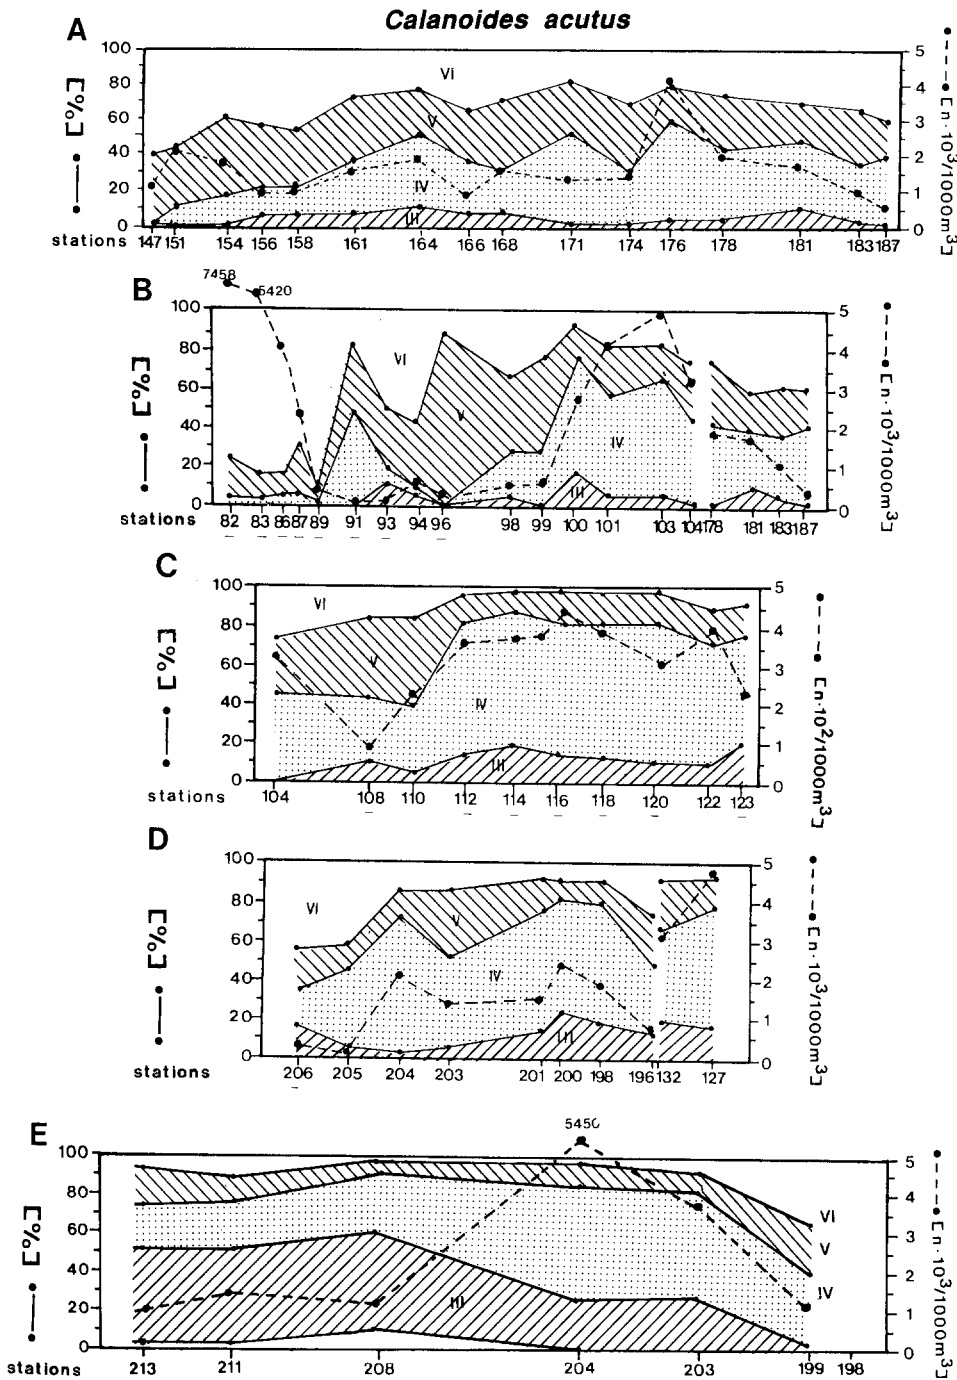 Calanoides acutus
A
100
80
60
40
20
0
[%]
VI
V
IV
III
5
4
3
2
1
0
[n·10³/1000m³]
stations
147 151 154 156 158 161 164 166 168 171 174 176 178 181 183 187
B
7458
5420
100
80
60
40
20
0
[%]
VI
V
IV
III
5
4
3
2
1
0
[n·10³/1000m³]
stations
82 83 86 87 89 91 93 94 96 98 99 100 101 103 104 178 181 183 187
C
100
80
60
40
20
0
[%]
VI
V
IV
III
5
4
3
2
1
0
[n·10²/1000m³]
stations
104 108 110 112 114 116 118 120 122 123
D
100
80
60
40
20
0
[%]
VI
V
IV
III
5
4
3
2
1
0
[n·10³/1000m³]
stations
206 205 204 203 201 200 198 196 132 127
E
5450
100
80
60
40
20
0
[%]
VI
V
IV
III
5
4
3
2
1
0
[n·10³/1000m³]
stations
213 211 208 204 203 199 198